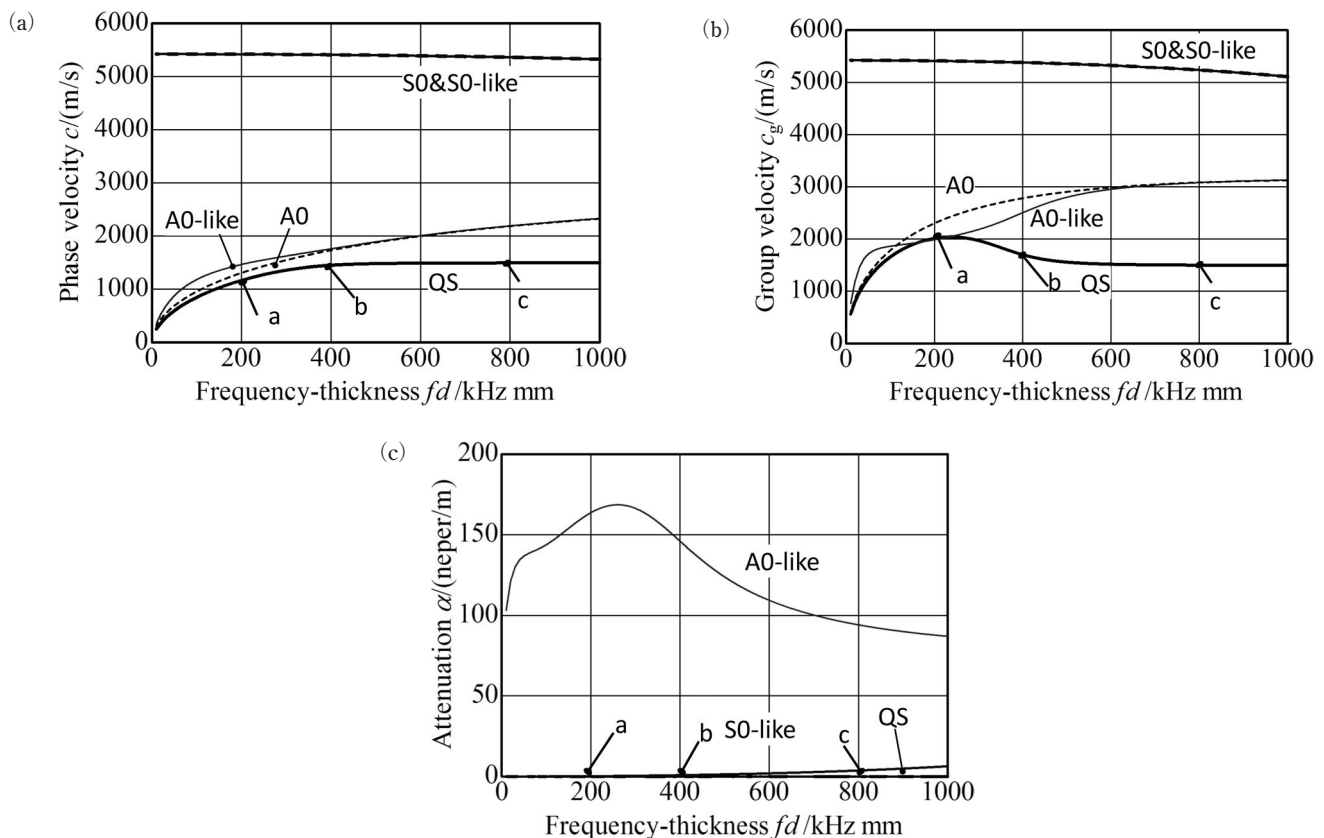 (a)
6000
5000
4000
3000
2000
1000
0
Phase velocity c/(m/s)
S0&S0-like
A0-like
A0
QS
a
b
c
0
200
400
600
800
1000
Frequency-thickness fd /kHz mm
(b)
6000
5000
4000
3000
2000
1000
0
Group velocity cg/(m/s)
S0&S0-like
A0
A0-like
QS
a
b
c
0
200
400
600
800
1000
Frequency-thickness fd /kHz mm
(c)
200
150
100
50
0
Attenuation α/(neper/m)
A0-like
a
b
S0-like
c
QS
0
200
400
600
800
1000
Frequency-thickness fd /kHz mm